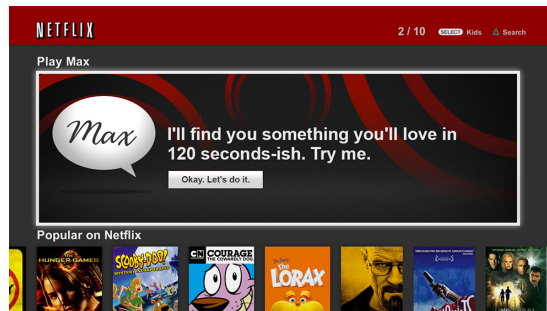 NETFLIX
2 / 10 SELECT Kids △ Search
Play Max
Max
I'll find you something you'll love in
120 seconds-ish. Try me.
Okay. Let's do it.
Popular on Netflix
THE
HUNGER GAMES
SCOOBY-DOO!
CN COURAGE
THE COWARDLY DOG
Dr. Seuss'
THE
LORAX